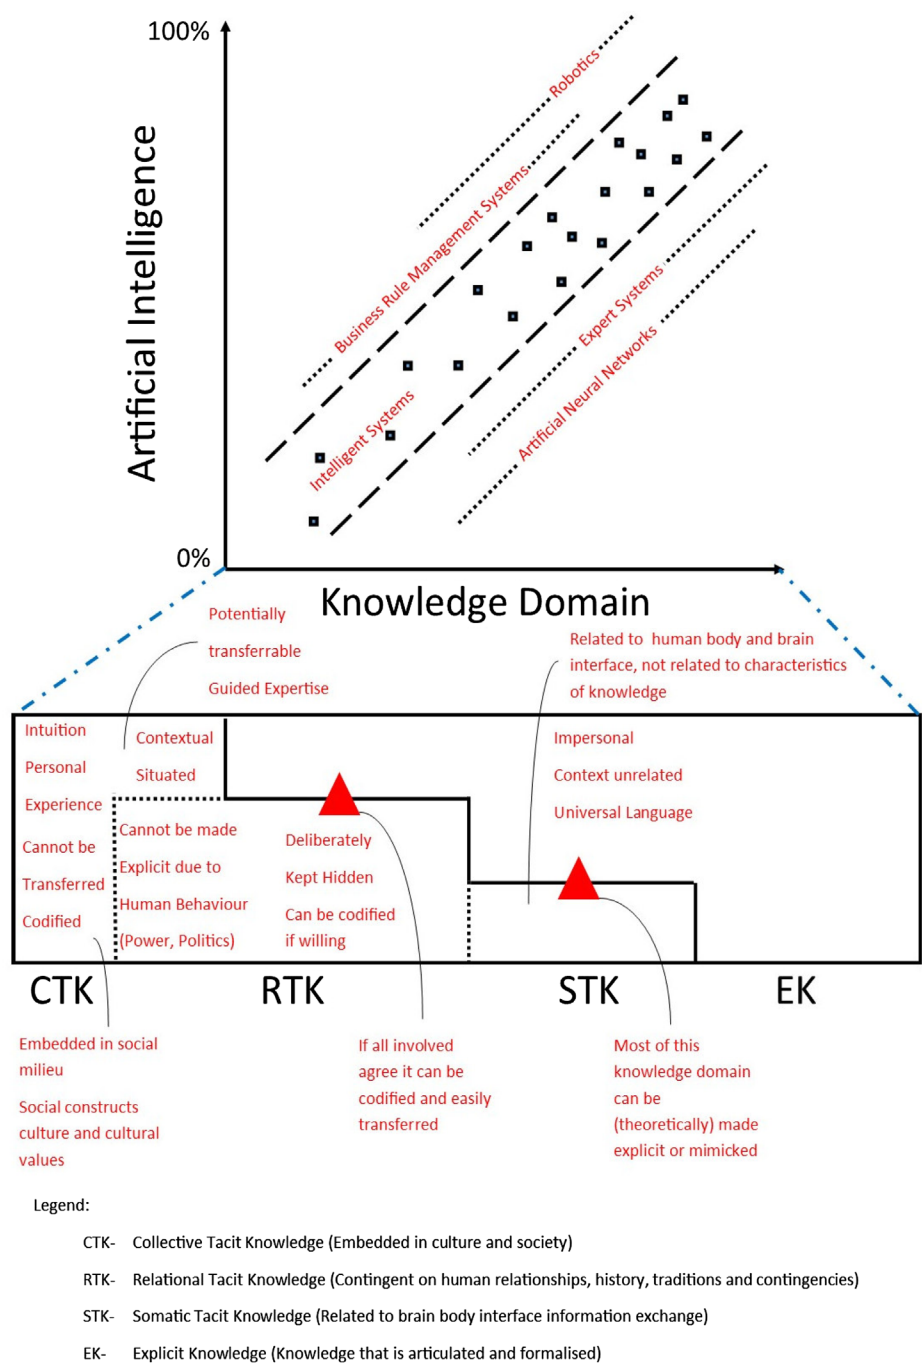 100%
Robotics
Business Rule Management Systems
Artificial Intelligence
Expert Systems
Artificial Neural Networks
Intelligent Systems
0%
Knowledge Domain
Potentially
transferrable
Guided Expertise
Related to human body and brain
interface, not related to characteristics
of knowledge
Intuition
Personal
Experience
Cannot be
Transferred
Codified
Contextual
Situated
Cannot be made
Explicit due to
Human Behaviour
(Power, Politics)
Deliberately
Kept Hidden
Can be codified
if willing
Impersonal
Context unrelated
Universal Language
CTK
RTK
STK
EK
Embedded in social
milieu
Social constructs
culture and cultural
values
If all involved
agree it can be
codified and easily
transferred
Most of this
knowledge domain
can be
(theoretically) made
explicit or mimicked
Legend:
CTK- Collective Tacit Knowledge (Embedded in culture and society)
RTK- Relational Tacit Knowledge (Contingent on human relationships, history, traditions and contingencies)
STK- Somatic Tacit Knowledge (Related to brain body interface information exchange)
EK- Explicit Knowledge (Knowledge that is articulated and formalised)